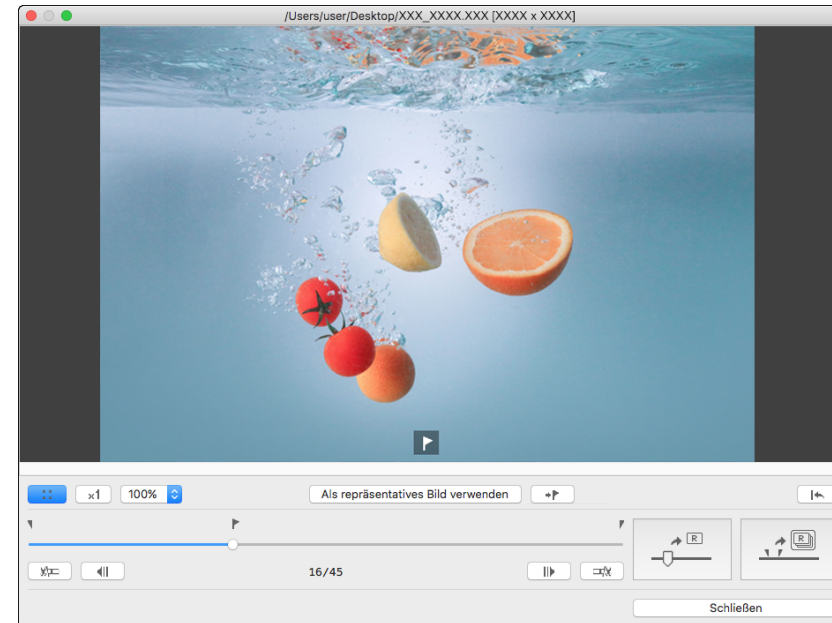 /Users/user/Desktop/XXX_XXXX.XXX [XXXX x XXXX]
x1
100%
Als repräsentatives Bild verwenden
R
R
16/45
Schließen